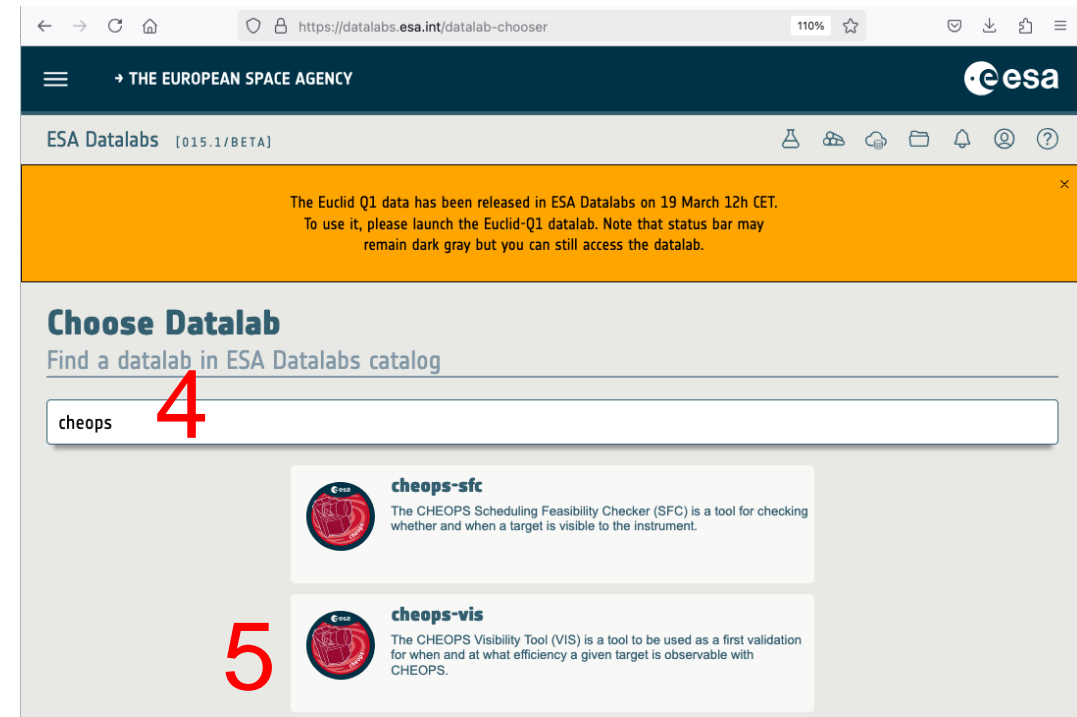 https://datalabs.esa.int/datalab-chooser
110%
→ THE EUROPEAN SPACE AGENCY
esa
ESA Datalabs [015.1/BETA]
The Euclid Q1 data has been released in ESA Datalabs on 19 March 12h CET.
To use it, please launch the Euclid-Q1 datalab. Note that status bar may
remain dark gray but you can still access the datalab.
Choose Datalab
Find a datalab in ESA Datalabs catalog
4
cheops
esa
cheops
cheops-sfc
The CHEOPS Scheduling Feasibility Checker (SFC) is a tool for checking
whether and when a target is visible to the instrument.
5
esa
cheops
cheops-vis
The CHEOPS Visibility Tool (VIS) is a tool to be used as a first validation
for when and at what efficiency a given target is observable with
CHEOPS.